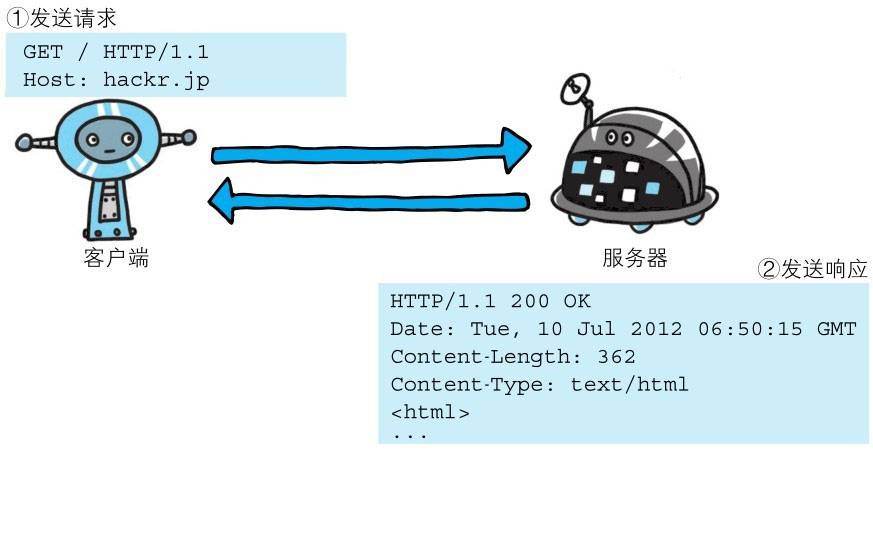 ①发送请求
GET / HTTP/1.1
Host: hackr.jp
客户端
服务器
②发送响应
HTTP/1.1 200 OK
Date: Tue, 10 Jul 2012 06:50:15 GMT
Content-Length: 362
Content-Type: text/html
<html>
...